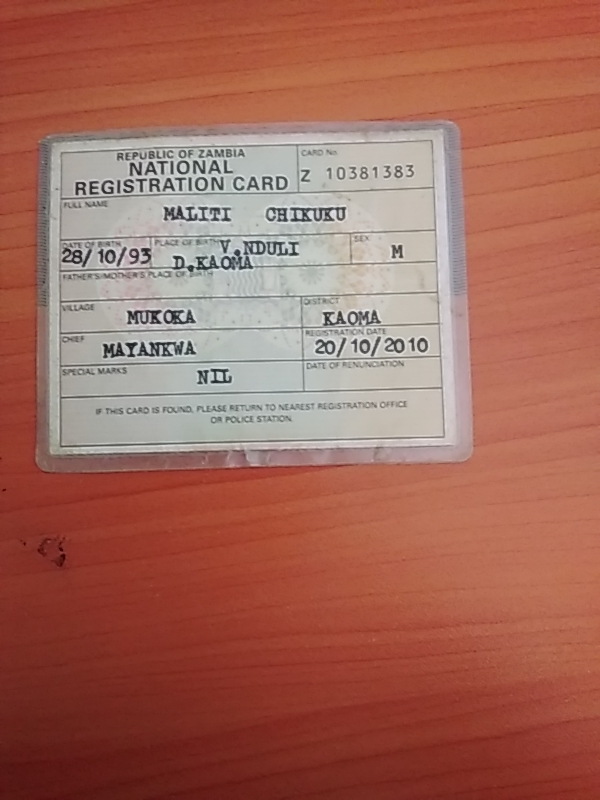 REPUBLIC OF ZAMBIA
NATIONAL
REGISTRATION CARD
CARD No.
Z 10381383
FULL NAME
MALITI CHIKUKU
DATE OF BIRTH
28/10/93
PLACE OF BIRTH
V.NDULI
D.KAOMA
SEX
M
FATHER'S/MOTHER'S PLACE OF BIRTH
VILLAGE
MUKOKA
DISTRICT
KAOMA
CHIEF
MAYANKWA
REGISTRATION DATE
20/10/2010
SPECIAL MARKS
NIL
DATE OF RENUNCIATION
IF THIS CARD IS FOUND, PLEASE RETURN TO NEAREST REGISTRATION OFFICE
OR POLICE STATION.